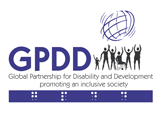 GPDD
Global Partnership for Disability and Development
promoting an inclusive society